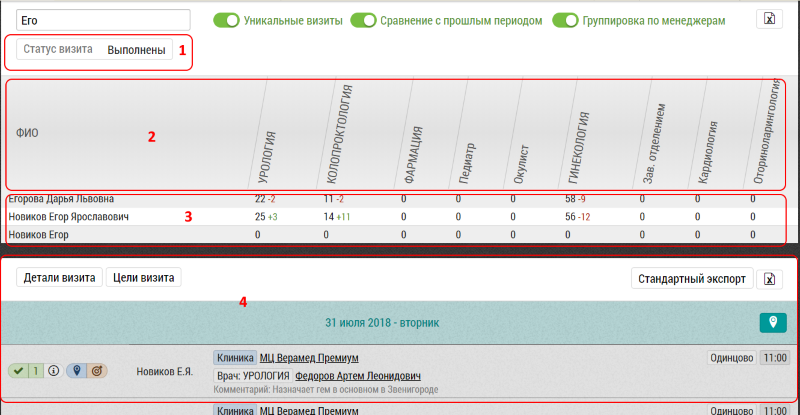 Его
Уникальные визиты Сравнение с прошлым периодом Группировка по менеджерам
Статус визита Выполнены 1
ФИО 2 УРОЛОГИЯ КОЛОПРОКТОЛОГИЯ ФАРМАЦИЯ Педиатр Окулист ГИНЕКОЛОГИЯ Зав. отделением Кардиология Оториноларингология
Егорова Дарья Львовна 22 -2 11 -2 0 0 0 58 -9 0 0 0
Новиков Егор Ярославович 3 25 +3 14 +11 0 0 0 56 -12 0 0 0
Новиков Егор 0 0 0 0 0 0 0 0 0
Детали визита Цели визита Стандартный экспорт
4
31 июля 2018 - вторник
Клиника МЦ Верамед Премиум Одинцово 11:00
1 Новиков Е.Я.
Врач: УРОЛОГИЯ Федоров Артем Леонидович
Комментарий: Назначает гем в основном в Звенигороде
Клиника МЦ Верамед Премиум Одинцово 11:00